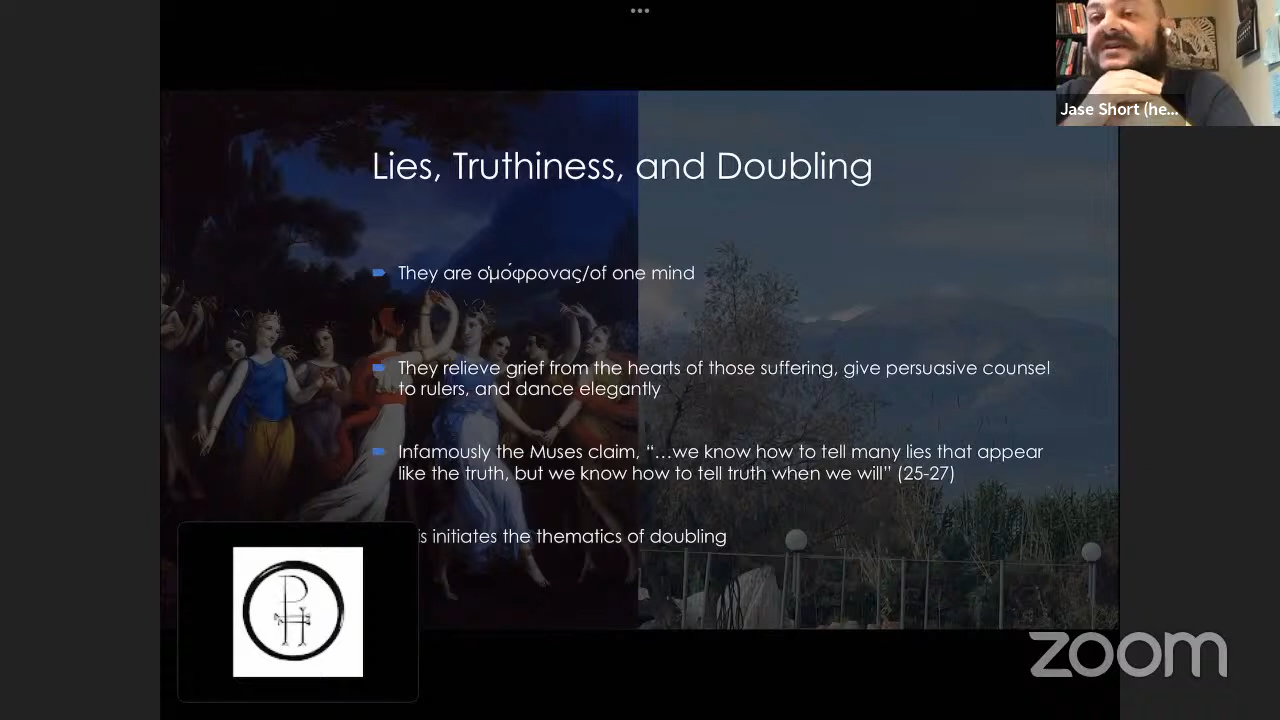 Jase Short (he...
Lies, Truthiness, and Doubling
They are ὁμόφρονας/of one mind
They relieve grief from the hearts of those suffering, give persuasive counsel
to rulers, and dance elegantly
Infamously the Muses claim, “…we know how to tell many lies that appear
like the truth, but we know how to tell truth when we will” (25-27)
is initiates the thematics of doubling
PH
zoom